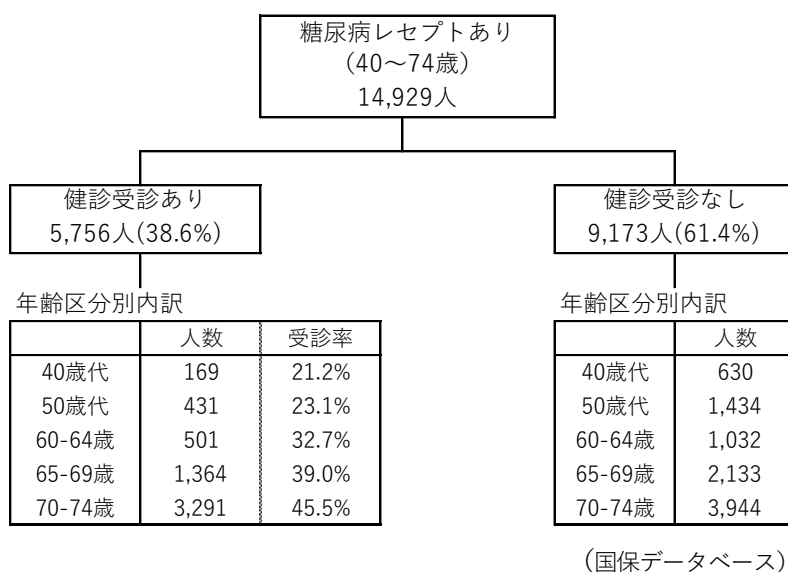 糖尿病レセプトあり
(40～74歳)
14,929人
健診受診あり
5,756人(38.6%)
健診受診なし
9,173人(61.4%)
年齢区分別内訳
人数 受診率
40歳代 169 21.2%
50歳代 431 23.1%
60-64歳 501 32.7%
65-69歳 1,364 39.0%
70-74歳 3,291 45.5%
年齢区分別内訳
人数
40歳代 630
50歳代 1,434
60-64歳 1,032
65-69歳 2,133
70-74歳 3,944
(国保データベース)